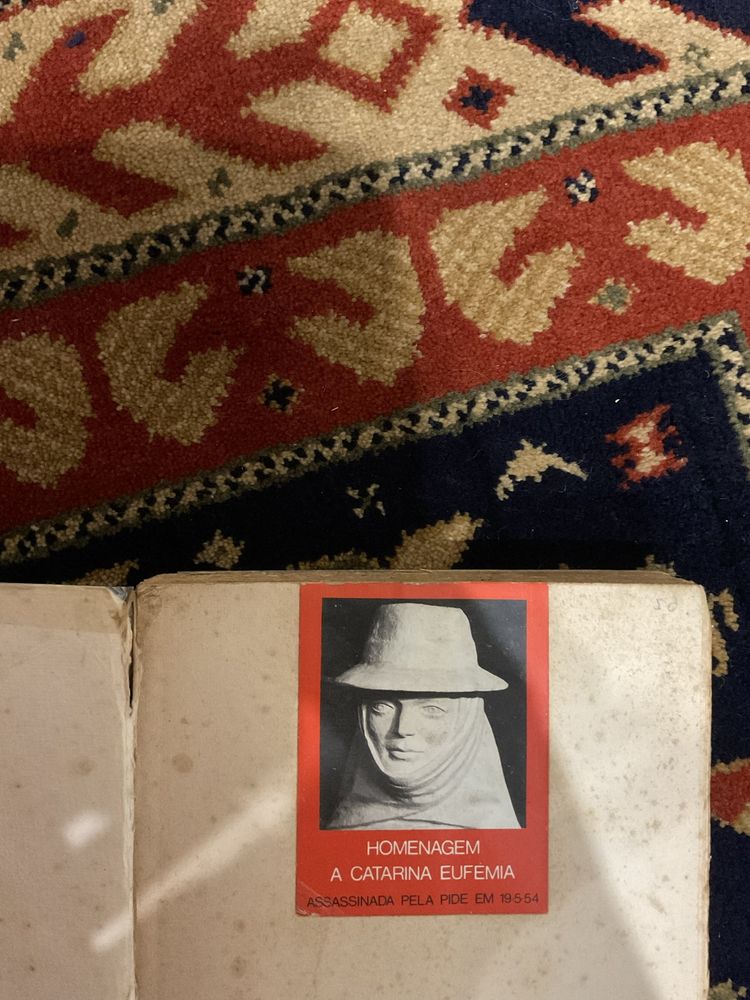 HOMENAGEM
A CATARINA EUFÉMIA
ASSASSINADA PELA PIDE EM 19·5·54